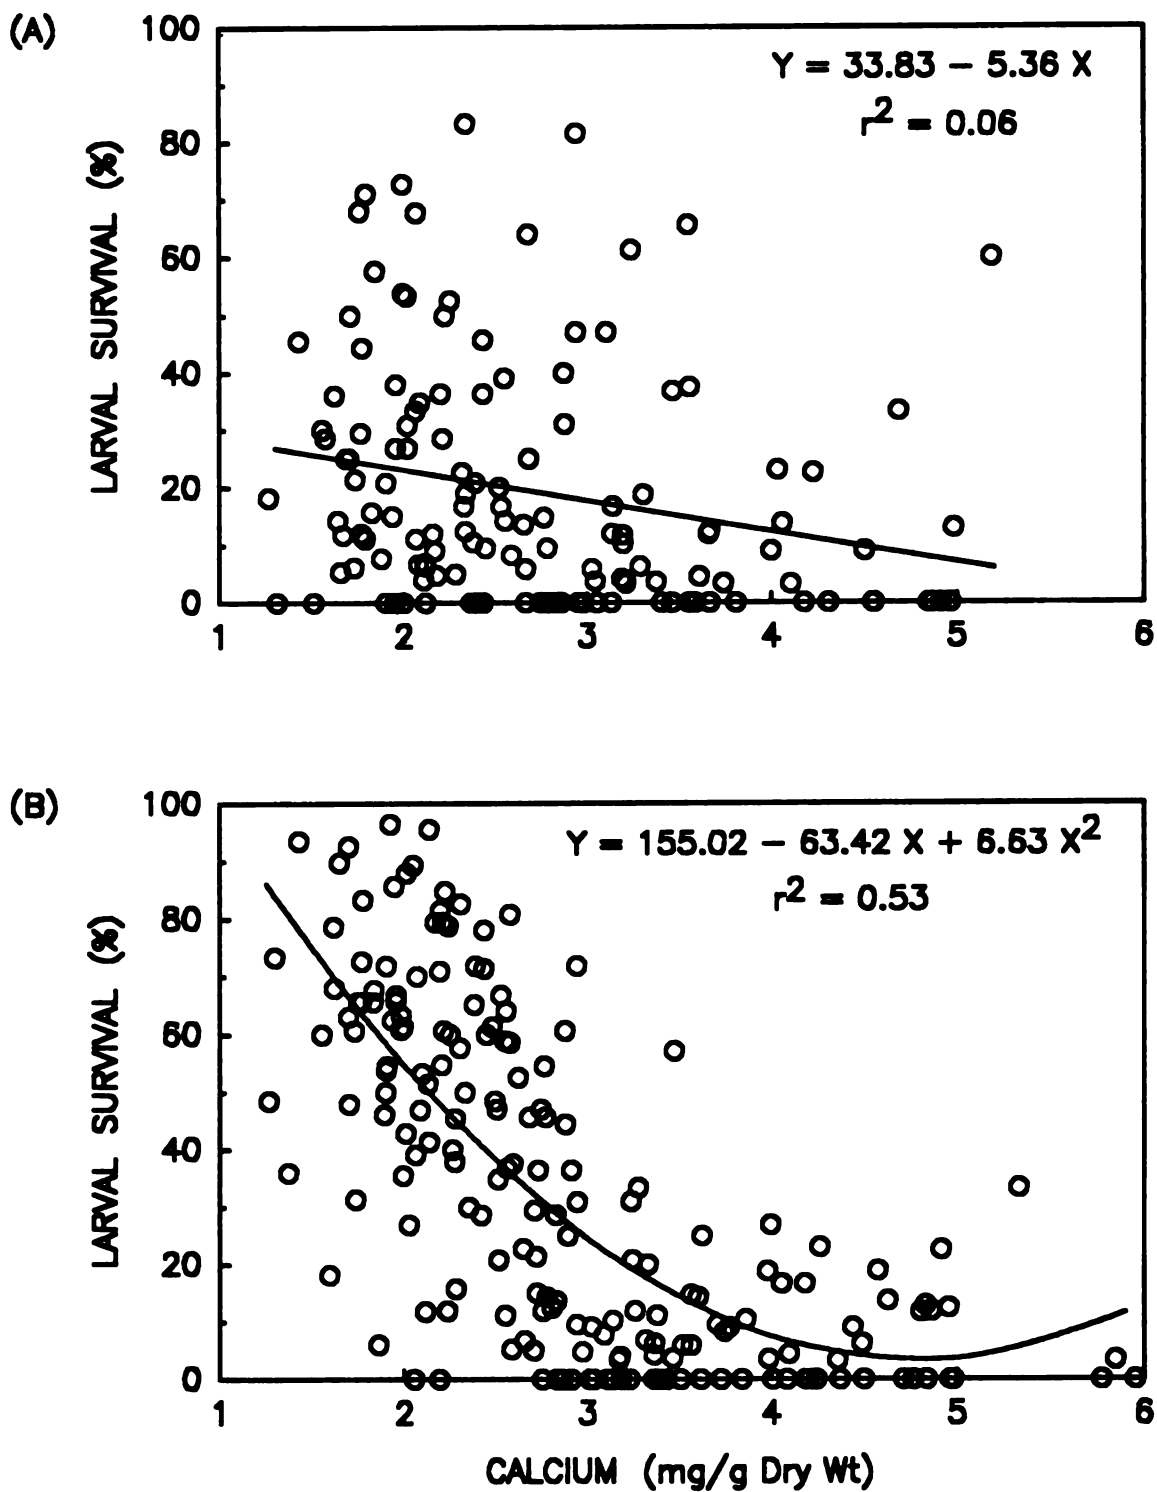 (A)
100
80
60
40
20
0
LARVAL SURVIVAL (%)
Y = 33.83 − 5.36 X
r² = 0.06
1 2 3 4 5 6
(B)
100
80
60
40
20
0
LARVAL SURVIVAL (%)
Y = 155.02 − 63.42 X + 6.63 X²
r² = 0.53
1 2 3 4 5 6
CALCIUM (mg/g Dry Wt)